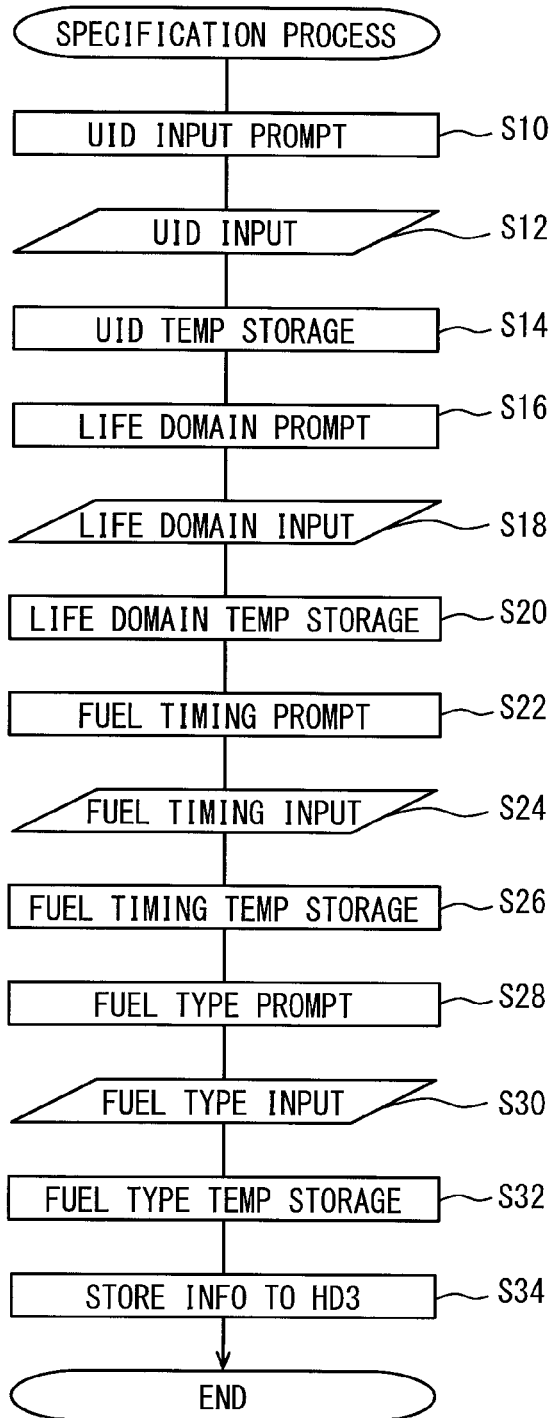 SPECIFICATION PROCESS
UID INPUT PROMPT S10
UID INPUT S12
UID TEMP STORAGE S14
LIFE DOMAIN PROMPT S16
LIFE DOMAIN INPUT S18
LIFE DOMAIN TEMP STORAGE S20
FUEL TIMING PROMPT S22
FUEL TIMING INPUT S24
FUEL TIMING TEMP STORAGE S26
FUEL TYPE PROMPT S28
FUEL TYPE INPUT S30
FUEL TYPE TEMP STORAGE S32
STORE INFO TO HD3 S34
END